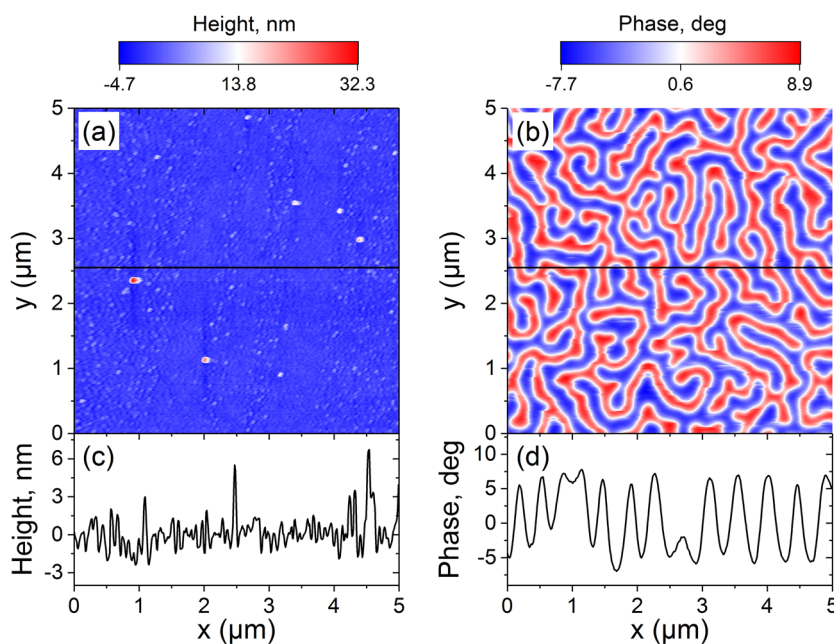 Height, nm
-4.7 13.8 32.3
Phase, deg
-7.7 0.6 8.9
(a)
5
4
3
2
1
0
y (µm)
(b)
5
4
3
2
1
0
y (µm)
(c)
6
3
0
-3
Height, nm
0 1 2 3 4 5
x (µm)
(d)
10
5
0
-5
Phase, deg
0 1 2 3 4 5
x (µm)